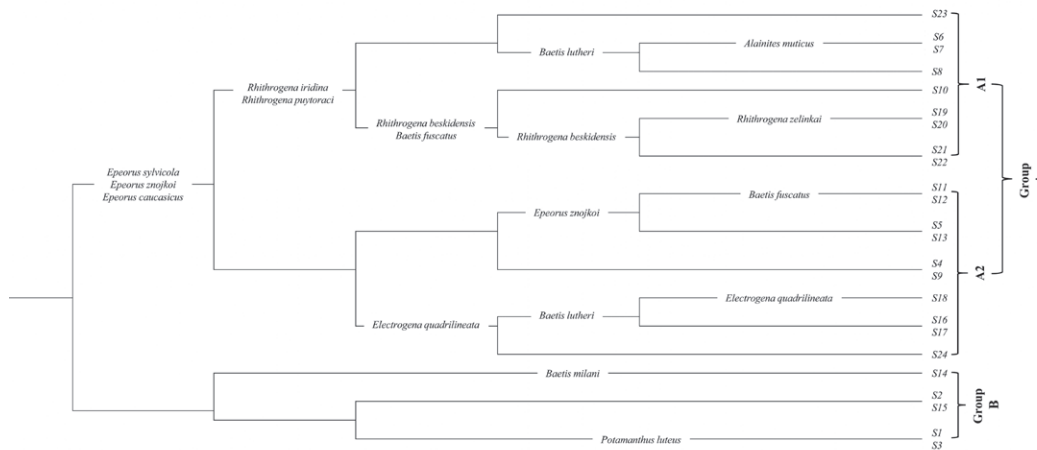 S23
S6
Alainites muticus
S7
Baetis lutheri
S8
A1
Rhithrogena iridina
Rhithrogena puytoraci
S10
S19
Rhithrogena zelinkai
S20
Rhithrogena beskidensis
Baetis fuscatus
Rhithrogena beskidensis
S21
S22
Epeorus sylvicola
Epeorus znojkoi
Epeorus caucasicus
Group
S11
Baetis fuscatus
S12
Epeorus znojkoi
S5
S13
S4
S9
A2
Electrogena quadrilineata
S18
Baetis lutheri
S16
S17
Electrogena quadrilineata
S24
Baetis milani
S14
S2
S15
Group
B
S1
Potamanthus luteus
S3